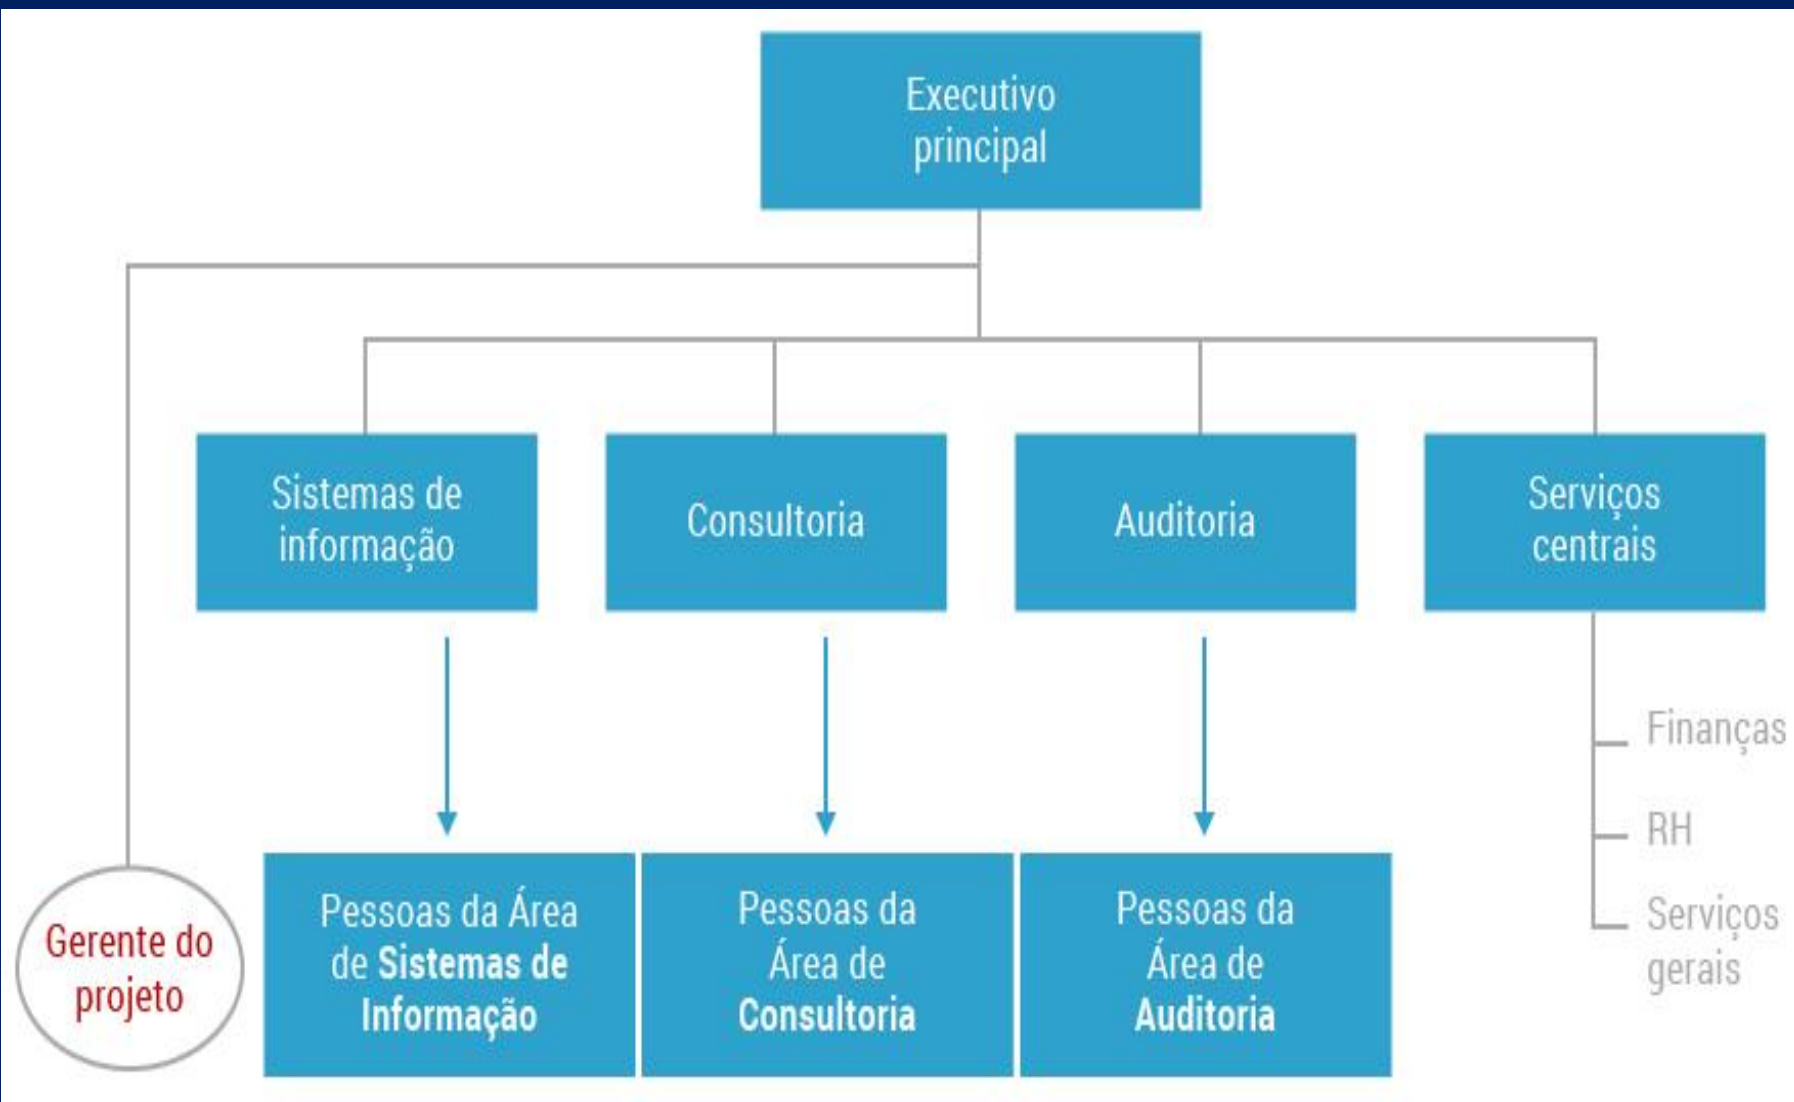 Executivo
principal
Sistemas de
informação
Consultoria
Auditoria
Serviços
centrais
Finanças
RH
Serviços
gerais
Gerente do
projeto
Pessoas da Área
de Sistemas de
Informação
Pessoas da
Área de
Consultoria
Pessoas da
Área de
Auditoria